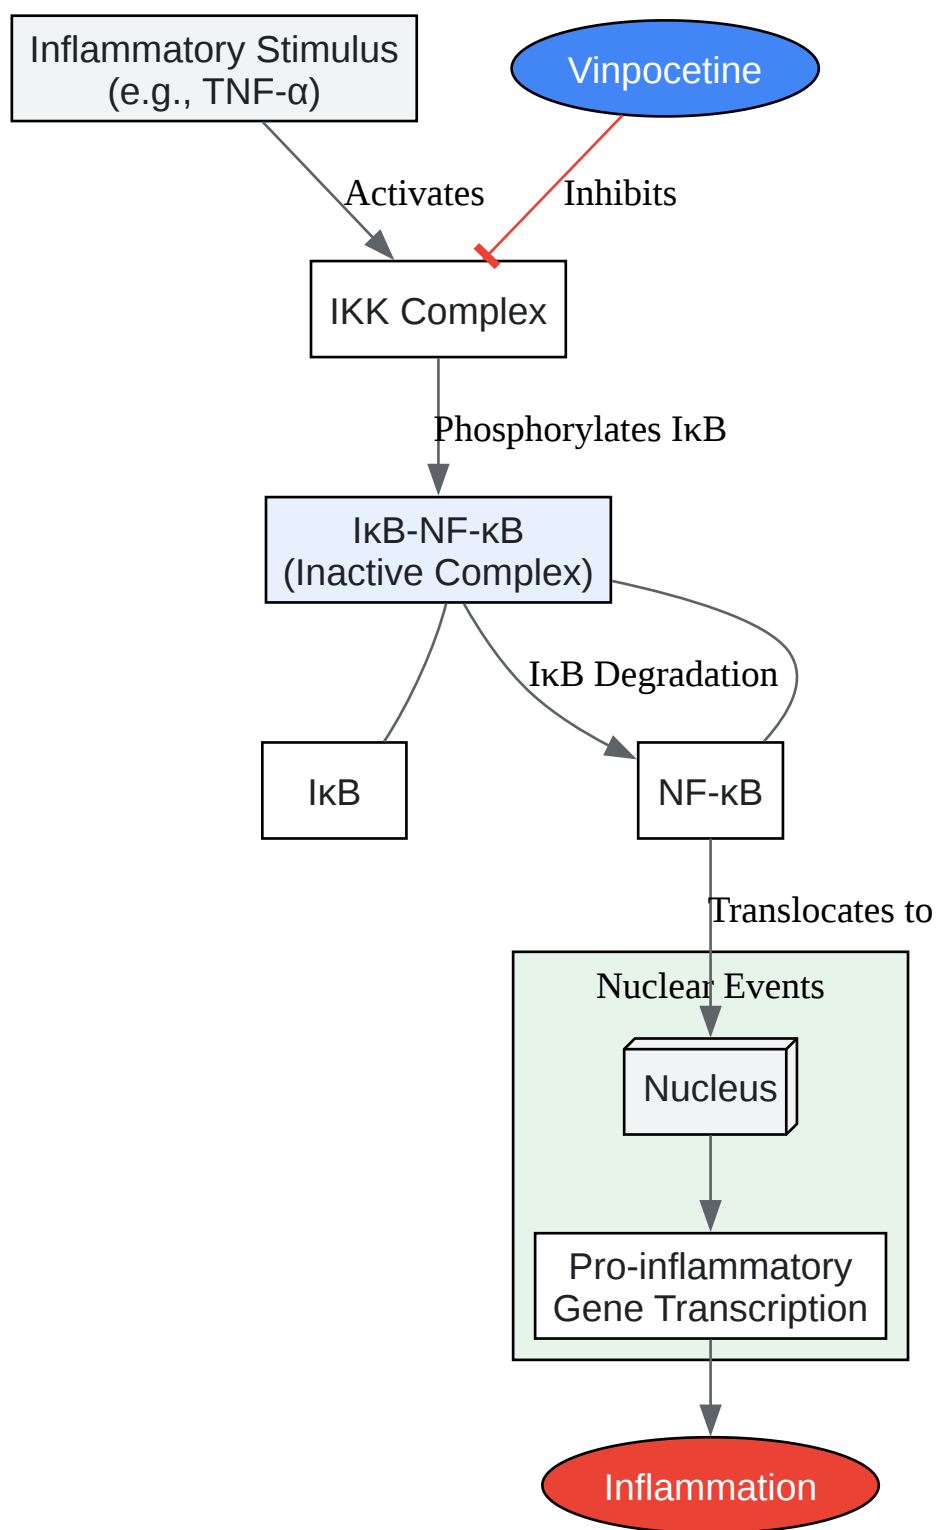 Inflammatory Stimulus
(e.g., TNF-α)
Vinpocetine
Activates
Inhibits
IKK Complex
Phosphorylates IκB
IκB-NF-κB
(Inactive Complex)
IκB Degradation
IκB
NF-κB
Translocates to
Nuclear Events
Nucleus
Pro-inflammatory
Gene Transcription
Inflammation